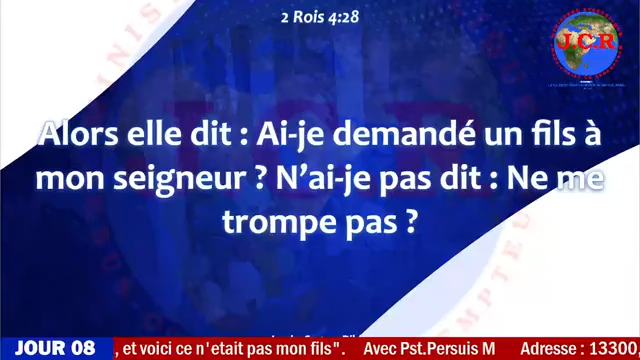 2 Rois 4:28
J.C.R
Alors elle dit : Ai-je demandé un fils à
mon seigneur ? N’ai-je pas dit : Ne me
trompe pas ?
JOUR 08 , et voici ce n'etait pas mon fils". Avec Pst.Persuis M Adresse : 13300